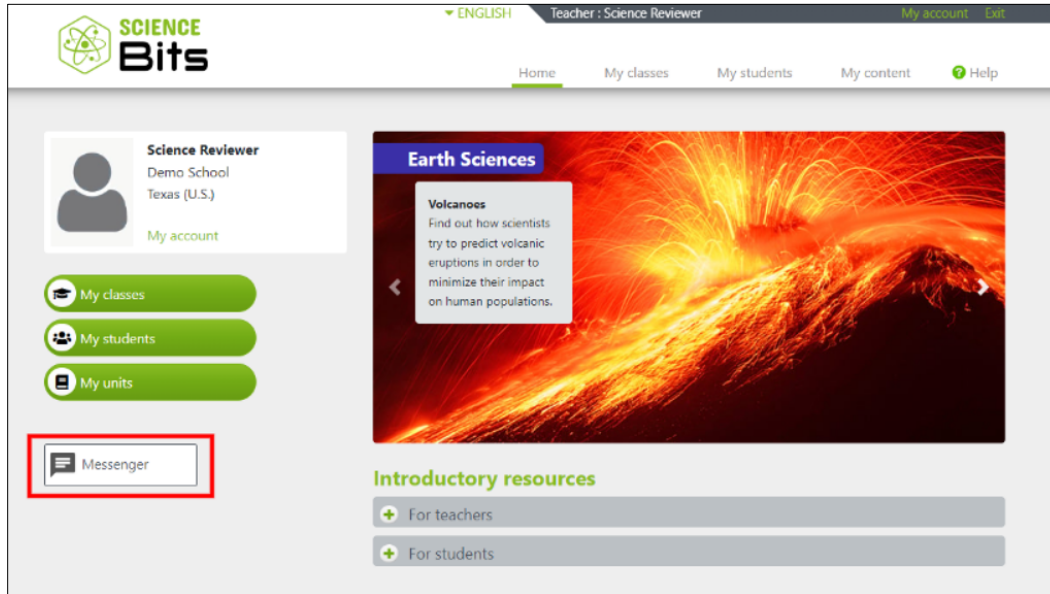 SCIENCE
Bits
ENGLISH
Teacher : Science Reviewer
My account Exit
Home My classes My students My content Help
Science Reviewer
Demo School
Texas (U.S.)
My account
My classes
My students
My units
Messenger
Earth Sciences
Volcanoes
Find out how scientists
try to predict volcanic
eruptions in order to
minimize their impact
on human populations.
Introductory resources
For teachers
For students